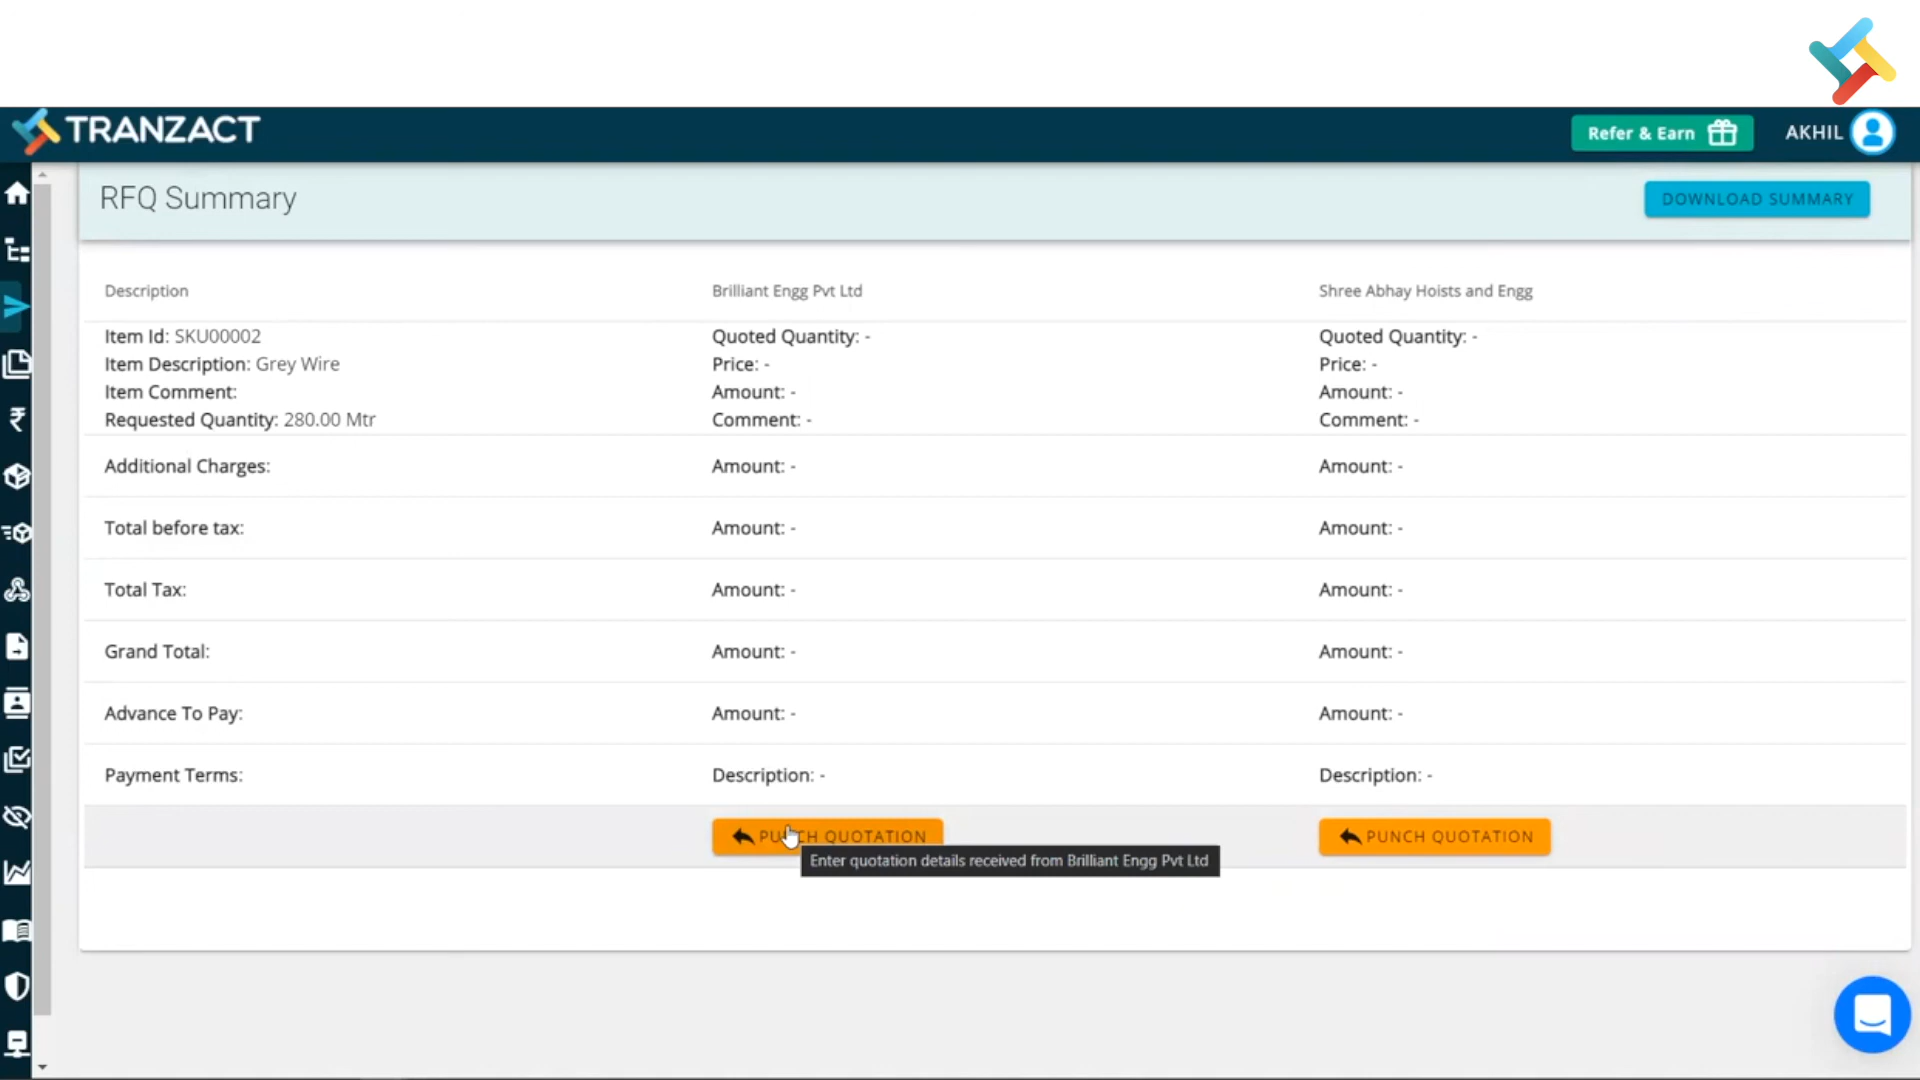 TRANZACT
Refer & Earn
AKHIL
RFQ Summary
DOWNLOAD SUMMARY
Description
Brilliant Engg Pvt Ltd
Shree Abhay Hoists and Engg
Item Id: SKU00002
Item Description: Grey Wire
Item Comment:
Requested Quantity: 280.00 Mtr
Quoted Quantity: -
Price: -
Amount: -
Comment: -
Quoted Quantity: -
Price: -
Amount: -
Comment: -
Additional Charges:
Amount: -
Amount: -
Total before tax:
Amount: -
Amount: -
Total Tax:
Amount: -
Amount: -
Grand Total:
Amount: -
Amount: -
Advance To Pay:
Amount: -
Amount: -
Payment Terms:
Description: -
Description: -
PUNCH QUOTATION
PUNCH QUOTATION
Enter quotation details received from Brilliant Engg Pvt Ltd